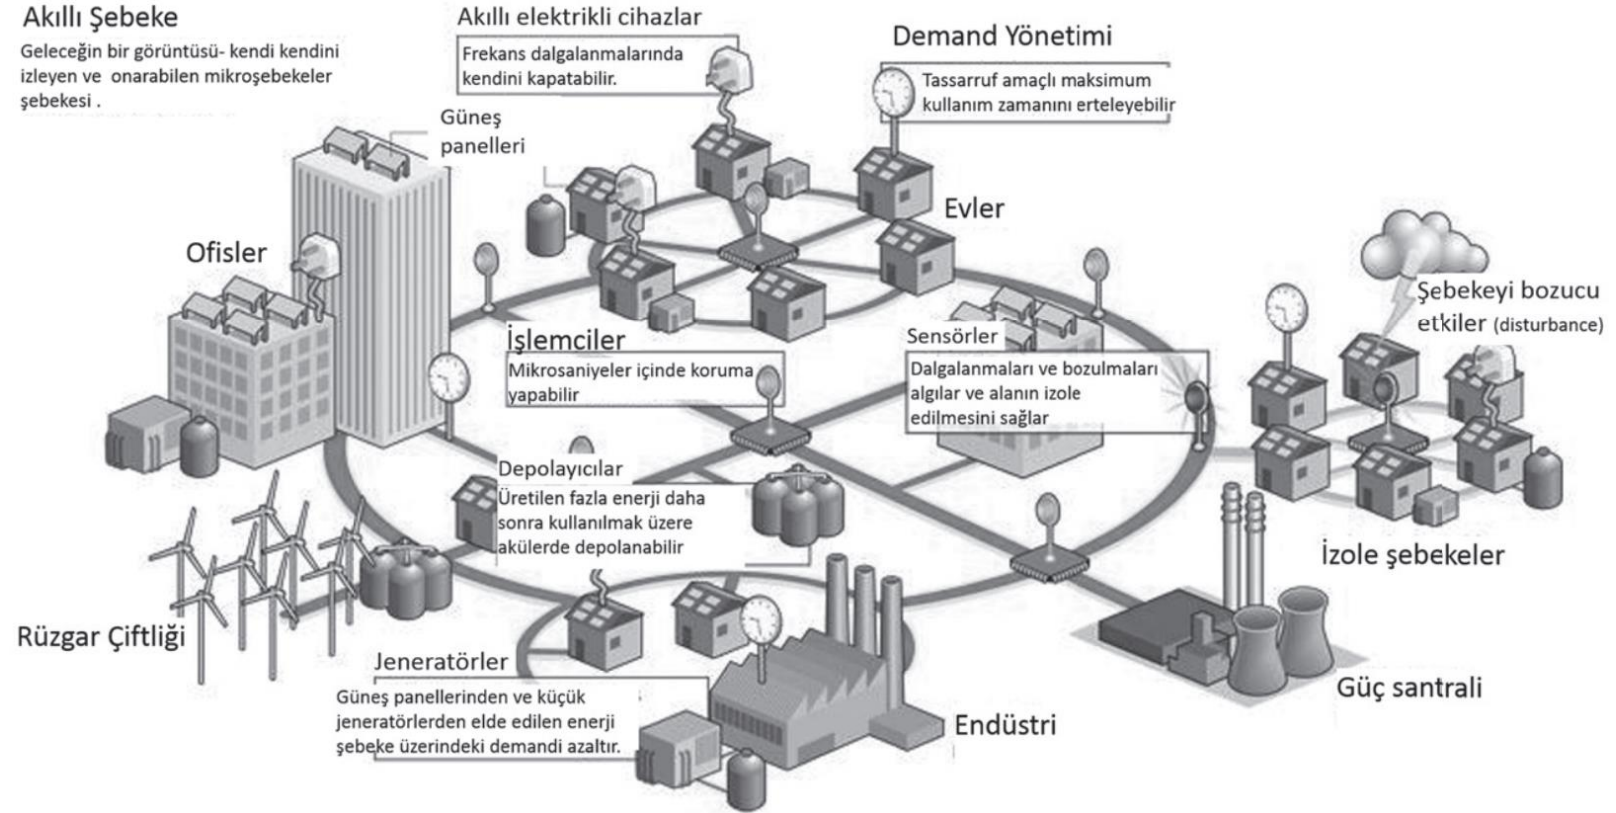 Akıllı Şebeke
Geleceğin bir görüntüsü- kendi kendini
izleyen ve onarabilen mikroşebekeler
şebekesi .
Akıllı elektrikli cihazlar
Frekans dalgalanmalarında
kendini kapatabilir.
Demand Yönetimi
Tassarruf amaçlı maksimum
kullanım zamanını erteleyebilir
Güneş
panelleri
Evler
Ofisler
Şebekeyi bozucu
etkiler (disturbance)
İşlemciler
Mikrosaniyeler içinde koruma
yapabilir
Sensörler
Dalgalanmaları ve bozulmaları
algılar ve alanın izole
edilmesini sağlar
Depolayıcılar
Üretilen fazla enerji daha
sonra kullanılmak üzere
akülerde depolanabilir
İzole şebekeler
Rüzgar Çiftliği
Jeneratörler
Güneş panellerinden ve küçük
jeneratörlerden elde edilen enerji
şebeke üzerindeki demandi azaltır.
Güç santrali
Endüstri